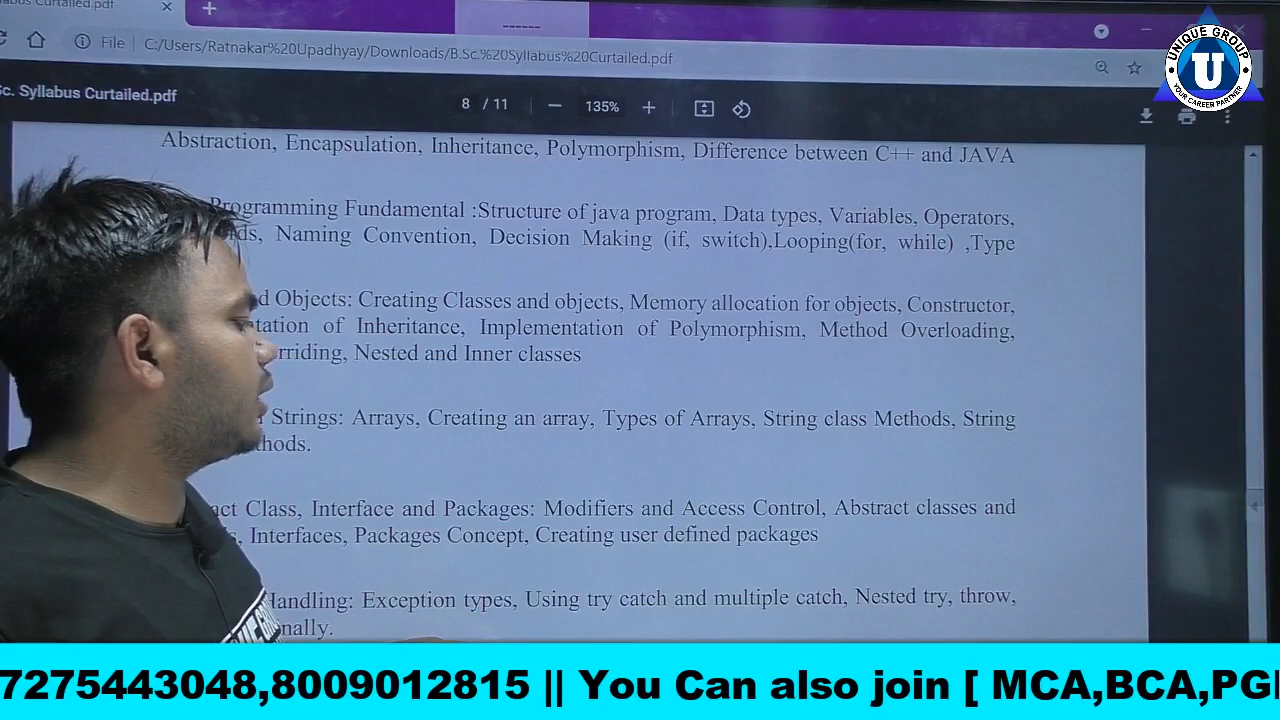 labus Curtailed.pdf
File C:/Users/Ratnakar%20Upadhyay/Downloads/B.Sc.%20Syllabus%20Curtailed.pdf
UNIQUE GROUP
U
YOUR CAREER PARTNER
c. Syllabus Curtailed.pdf
8 / 11
135%
Abstraction, Encapsulation, Inheritance, Polymorphism, Difference between C++ and JAVA
Programming Fundamental :Structure of java program, Data types, Variables, Operators,
ds, Naming Convention, Decision Making (if, switch),Looping(for, while) ,Type
d Objects: Creating Classes and objects, Memory allocation for objects, Constructor,
tation of Inheritance, Implementation of Polymorphism, Method Overloading,
rriding, Nested and Inner classes
Strings: Arrays, Creating an array, Types of Arrays, String class Methods, String
thods.
act Class, Interface and Packages: Modifiers and Access Control, Abstract classes and
s, Interfaces, Packages Concept, Creating user defined packages
Handling: Exception types, Using try catch and multiple catch, Nested try, throw,
nally.
7275443048,8009012815 || You Can also join [ MCA,BCA,PG